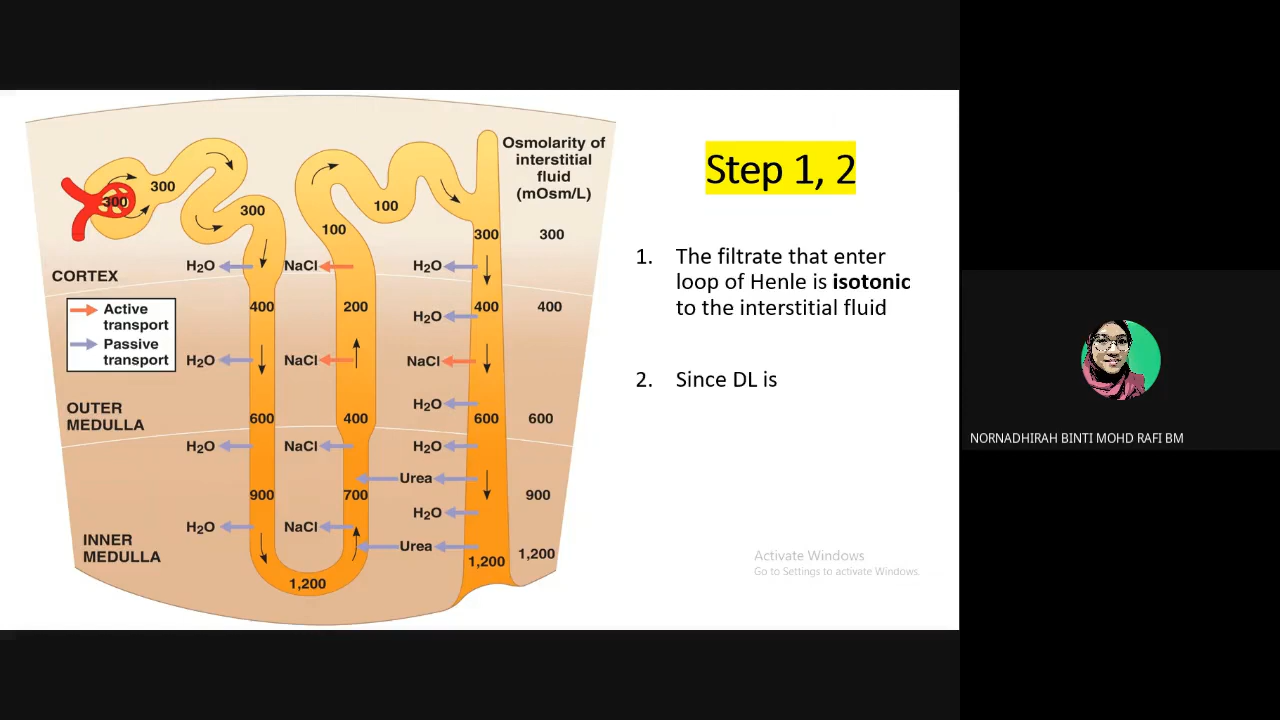 Osmolarity of
interstitial
fluid
(mOsm/L)
300
300
300
100
100
300
300
CORTEX
H₂O
NaCl
H₂O
Active
transport
Passive
transport
400
200
H₂O
400
400
H₂O
NaCl
NaCl
OUTER
MEDULLA
H₂O
600
400
600
600
H₂O
NaCl
H₂O
Urea
900
700
900
H₂O
H₂O
NaCl
INNER
MEDULLA
Urea
1,200
1,200
1,200
Step 1, 2
1. The filtrate that enter
loop of Henle is isotonic
to the interstitial fluid
2. Since DL is
Activate Windows
Go to Settings to activate Windows.
NORNADHIRAH BINTI MOHD RAFI BM